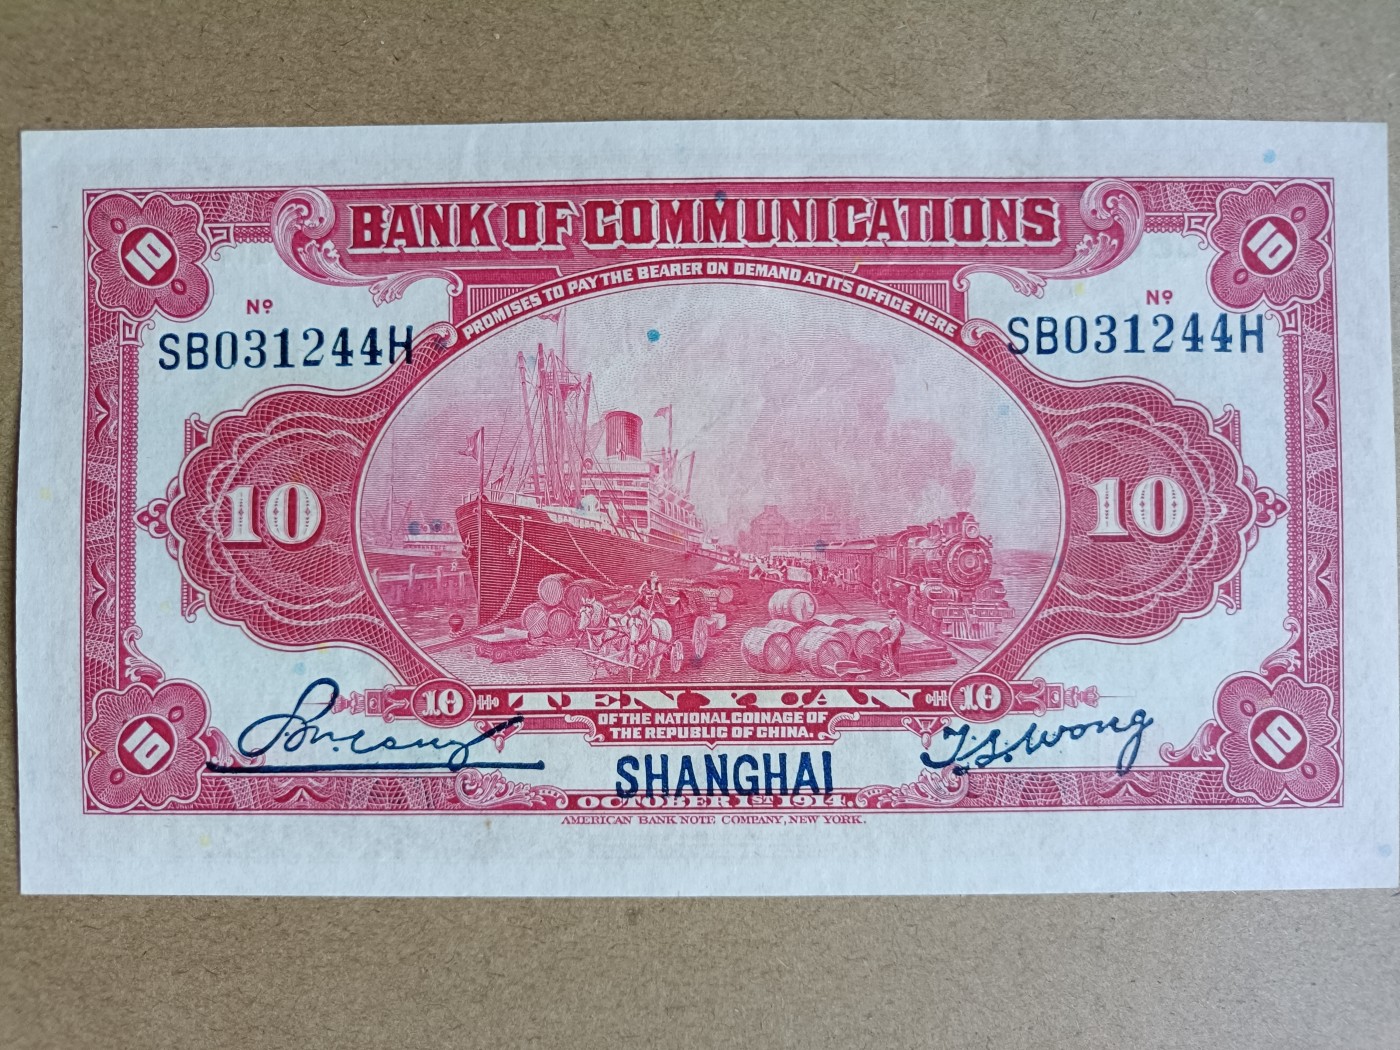 10
BANK OF COMMUNICATIONS
10
PROMISES TO PAY THE BEARER ON DEMAND AT ITS OFFICE HERE
Nº
SB031244H
Nº
SB031244H
10
10
10
TEN YUAN
10
OF THE NATIONAL COINAGE OF
THE REPUBLIC OF CHINA.
T.S.Wong
10
SHANGHAI
10
OCTOBER 1ST 1914.
AMERICAN BANK NOTE COMPANY, NEW YORK.